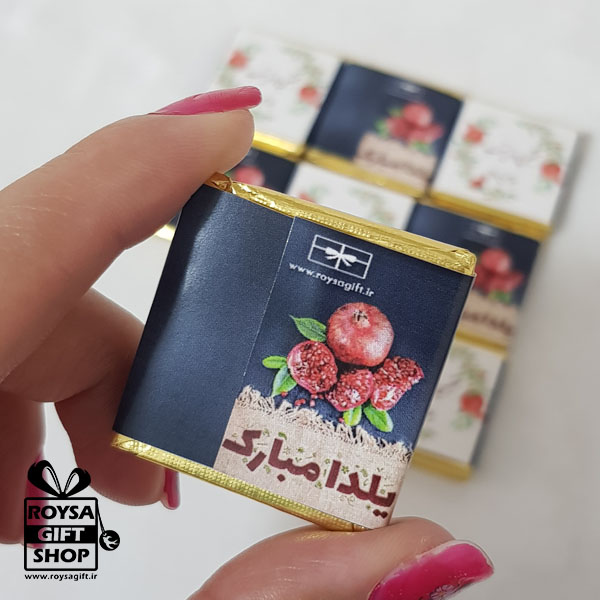 www.roysagift.ir
یلدا مبارک
ROYSA
GIFT
SHOP
www.roysagift.ir